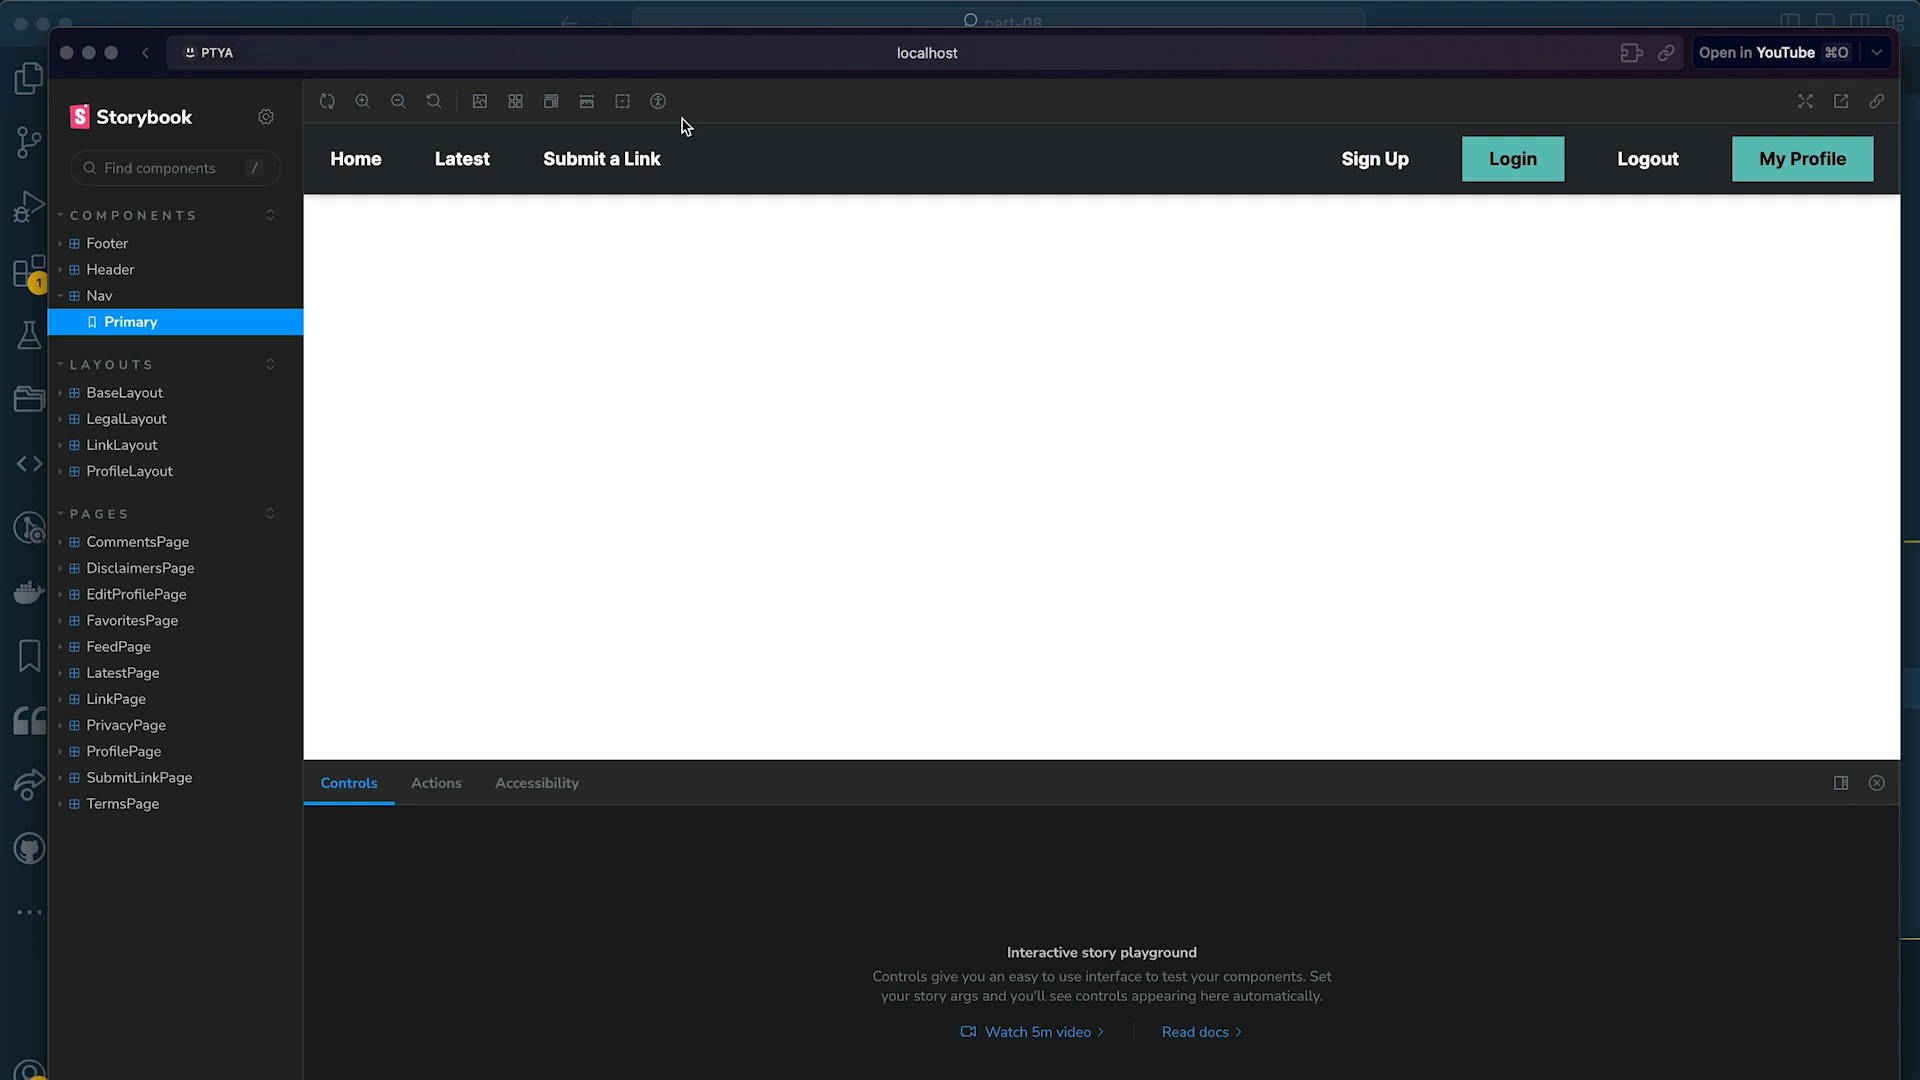 part-08
PTYA
localhost
Open in YouTube ⌘O
Storybook
Find components /
COMPONENTS
Footer
Header
Nav
Primary
LAYOUTS
BaseLayout
LegalLayout
LinkLayout
ProfileLayout
PAGES
CommentsPage
DisclaimersPage
EditProfilePage
FavoritesPage
FeedPage
LatestPage
LinkPage
PrivacyPage
ProfilePage
SubmitLinkPage
TermsPage
1
Home Latest Submit a Link Sign Up Login Logout My Profile
Controls Actions Accessibility
Interactive story playground
Controls give you an easy to use interface to test your components. Set
your story args and you'll see controls appearing here automatically.
Watch 5m video Read docs